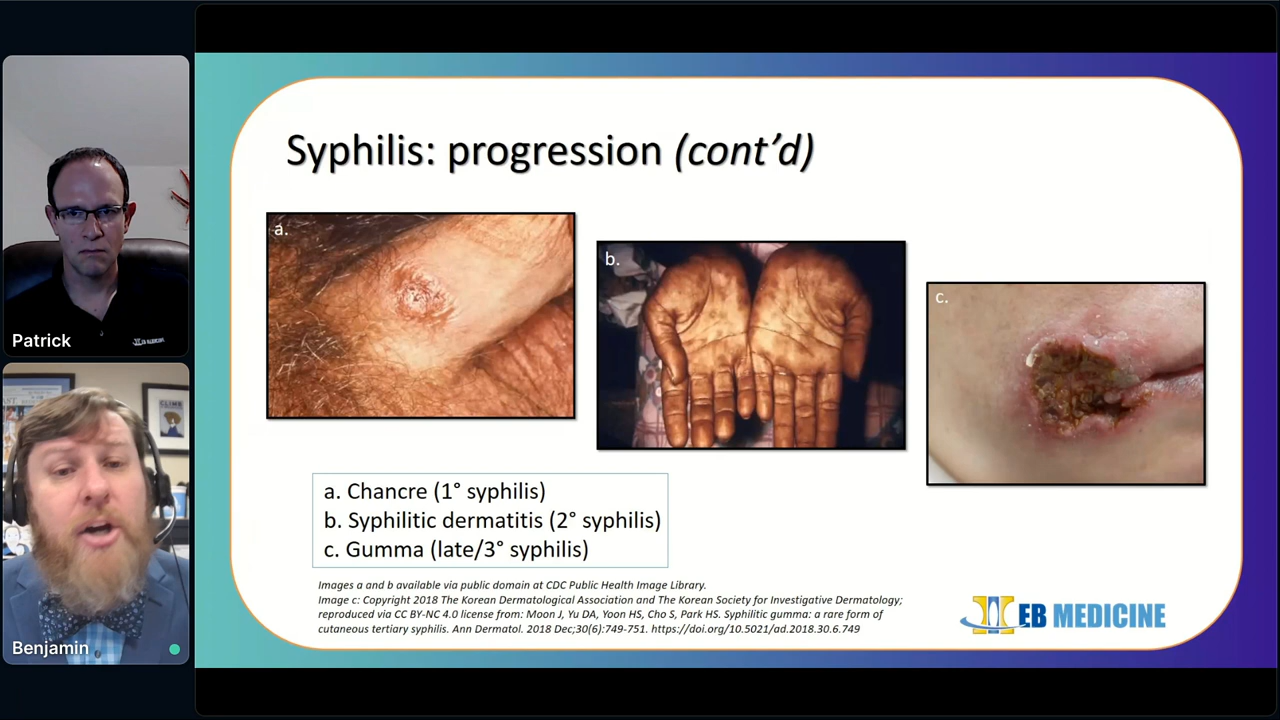 Patrick
EB MEDICINE
Benjamin
Syphilis: progression (cont'd)
a.
b.
c.
a. Chancre (1° syphilis)
b. Syphilitic dermatitis (2° syphilis)
c. Gumma (late/3° syphilis)
Images a and b available via public domain at CDC Public Health Image Library.
Image c: Copyright 2018 The Korean Dermatological Association and The Korean Society for Investigative Dermatology;
reproduced via CC BY-NC 4.0 license from: Moon J, Yu DA, Yoon HS, Cho S, Park HS. Syphilitic gumma: a rare form of
cutaneous tertiary syphilis. Ann Dermatol. 2018 Dec;30(6):749-751. https://doi.org/10.5021/ad.2018.30.6.749
EB MEDICINE